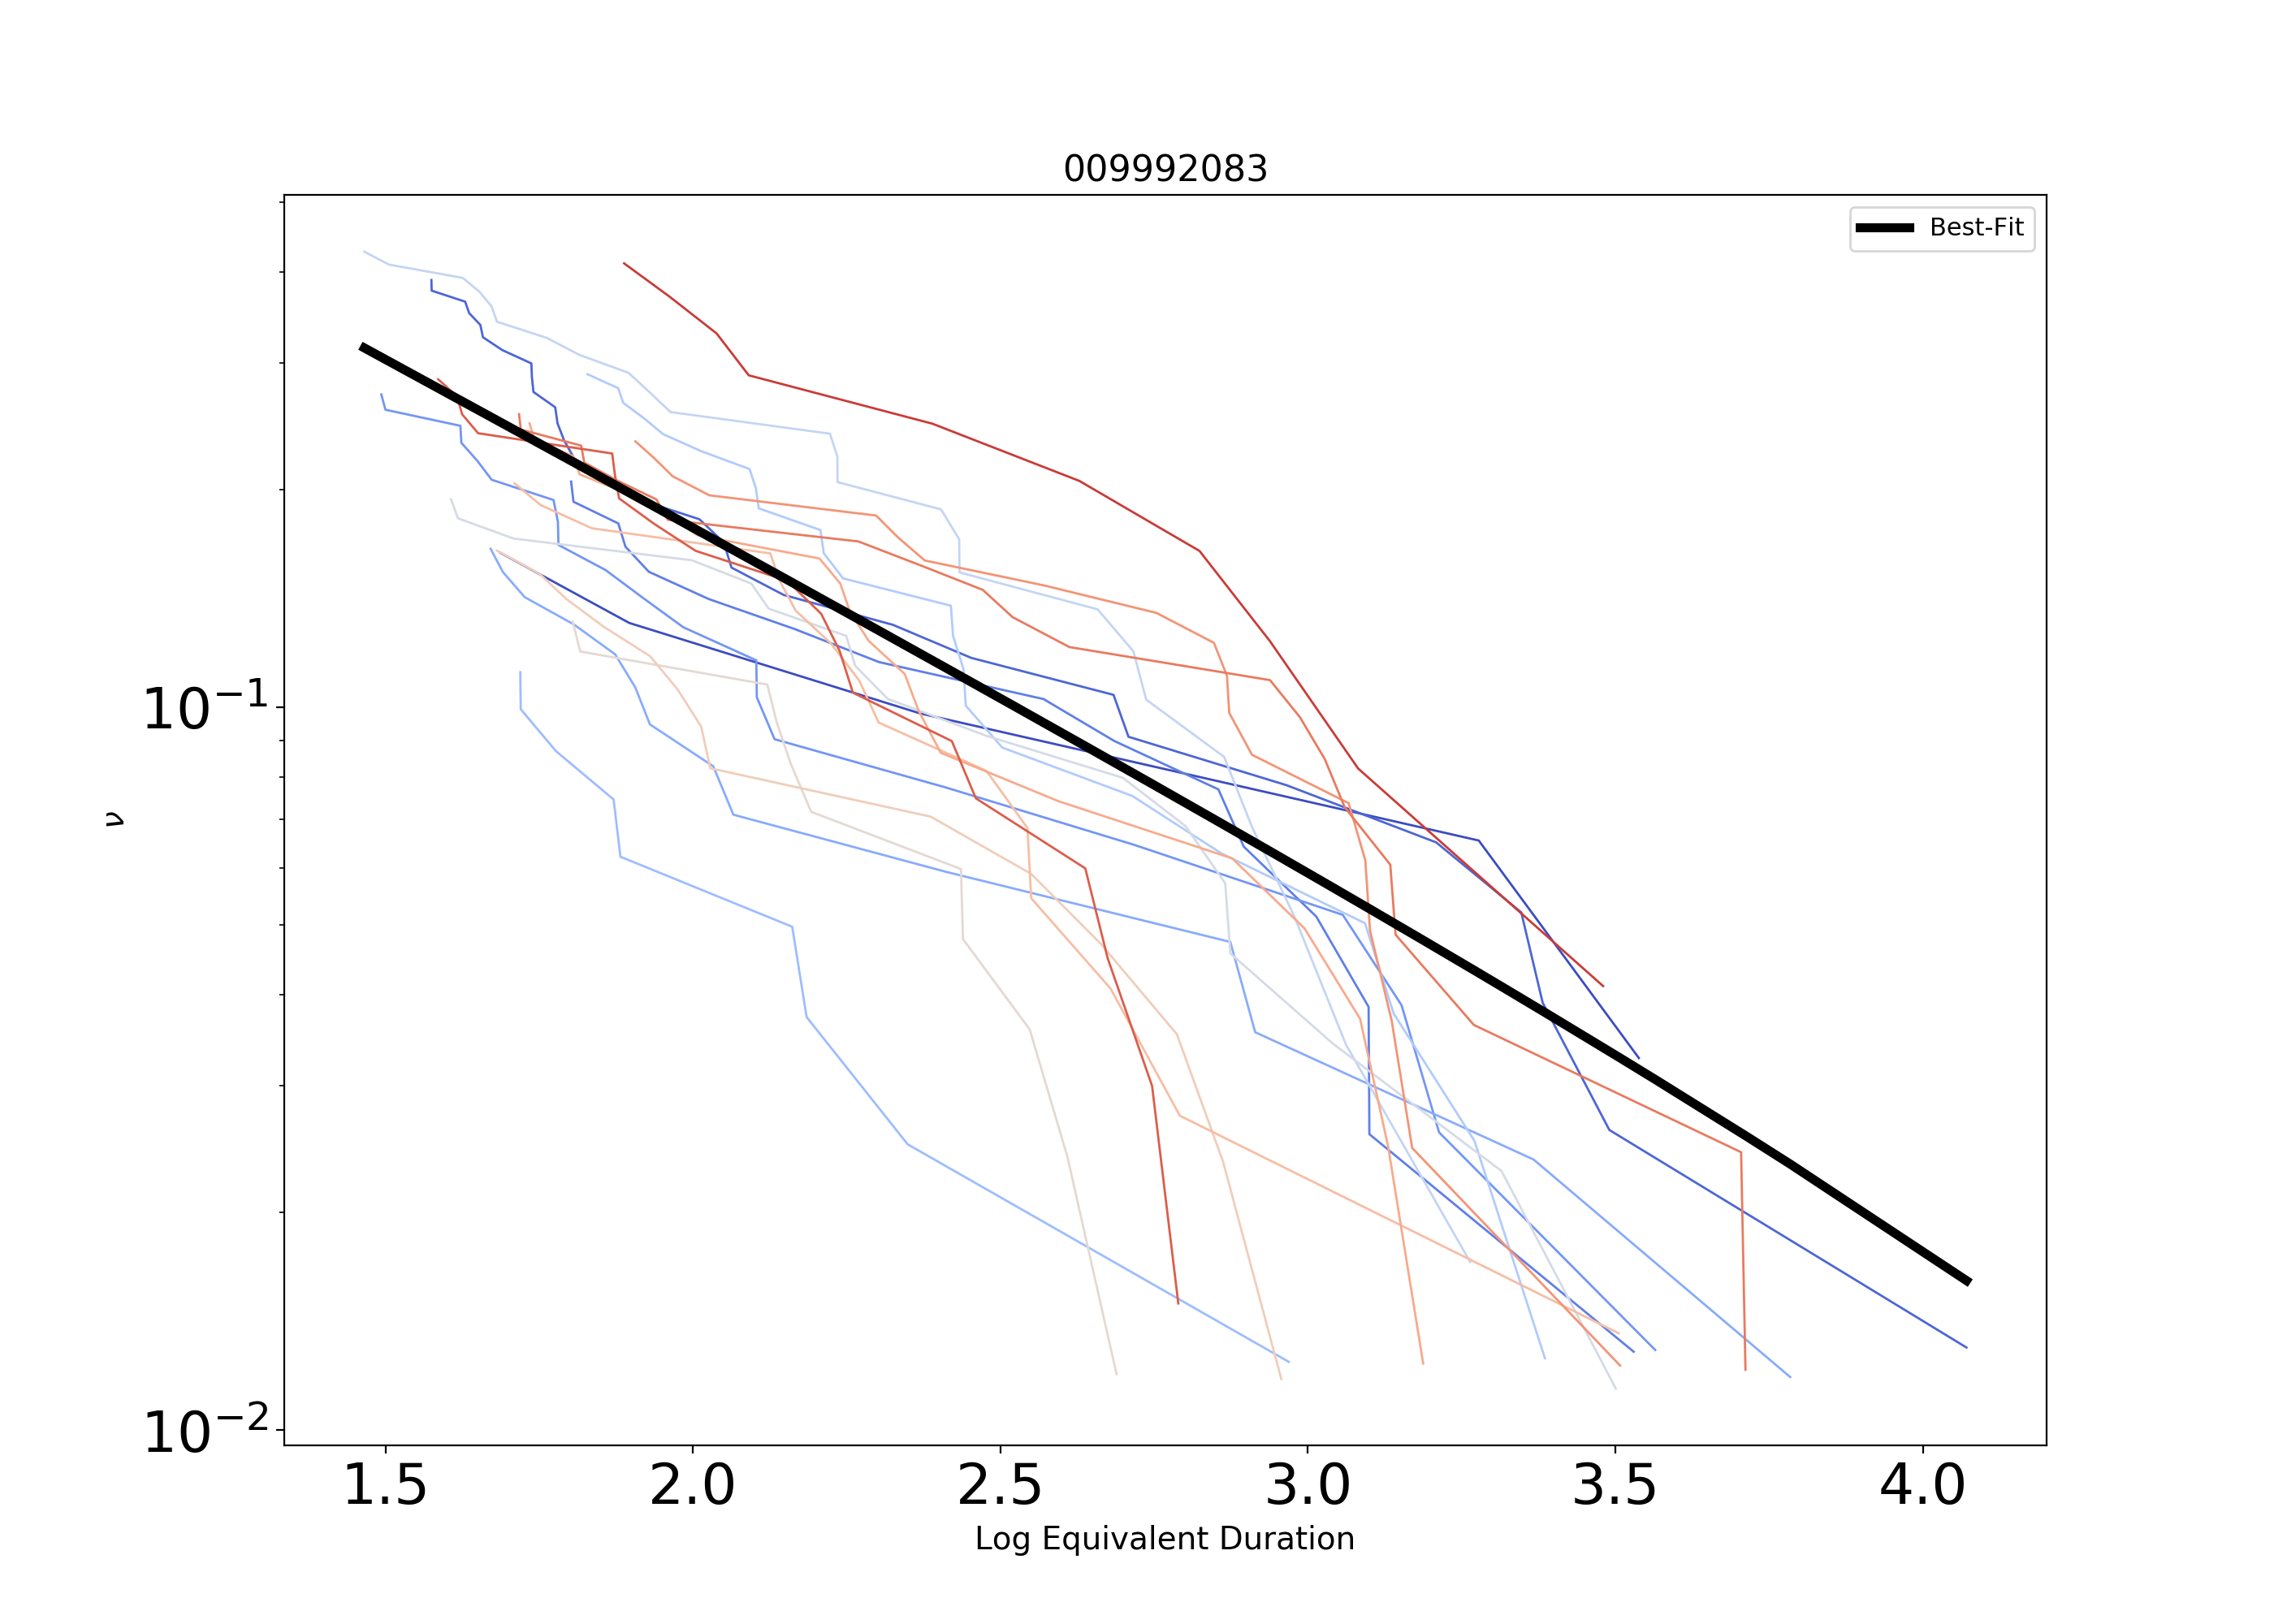 009992083
Best-Fit
10⁻¹
ν
10⁻²
1.5 2.0 2.5 3.0 3.5 4.0
Log Equivalent Duration